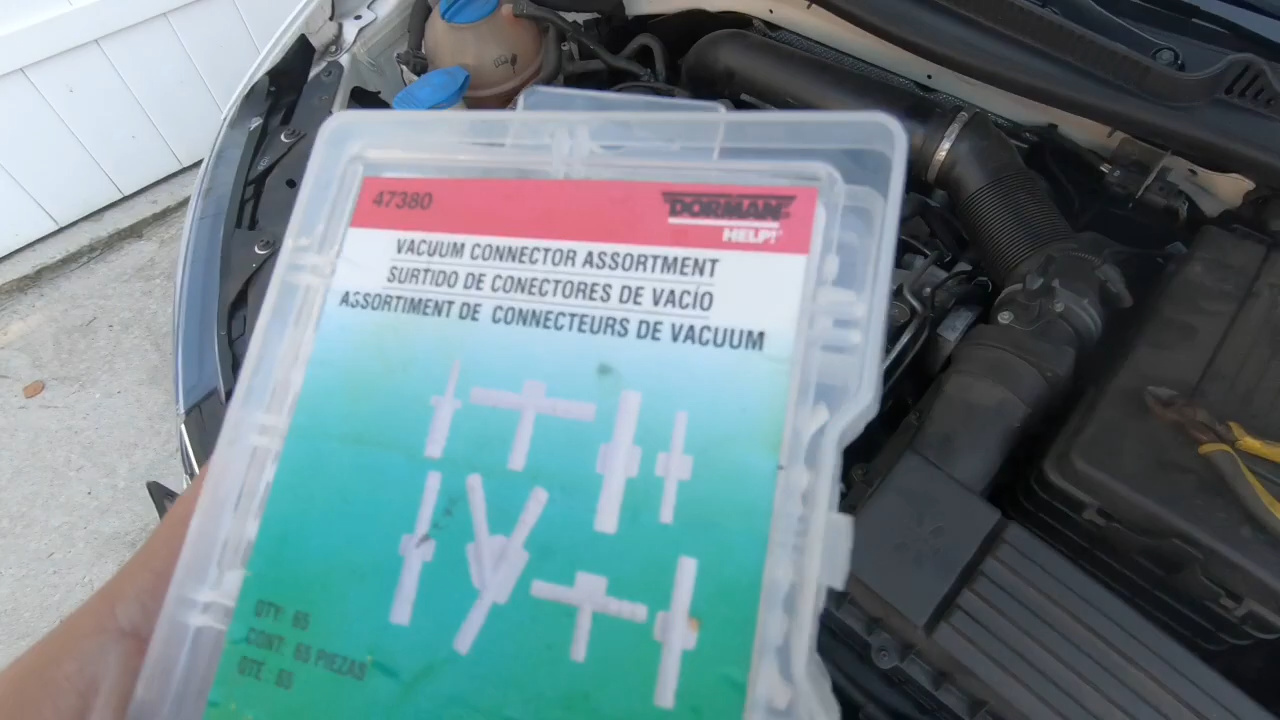 47380
DORMAN
HELP!
VACUUM CONNECTOR ASSORTMENT
SURTIDO DE CONECTORES DE VACÍO
ASSORTIMENT DE CONNECTEURS DE VACUUM
QTY: 65
CONT: 65 PIEZAS
QTÉ: 65